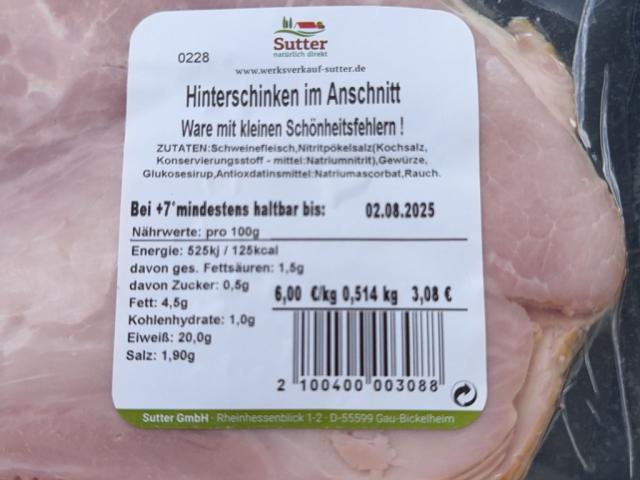 Sutter
natürlich direkt
0228
www.werksverkauf-sutter.de
Hinterschinken im Anschnitt
Ware mit kleinen Schönheitsfehlern !
ZUTATEN:Schweinefleisch,Nitritpökelsalz(Kochsalz,
Konservierungsstoff - mittel:Natriumnitrit),Gewürze,
Glukosesirup,Antioxdatinsmittel:Natriumascorbat,Rauch.
Bei +7°mindestens haltbar bis: 02.08.2025
Nährwerte: pro 100g
Energie: 525kj / 125kcal
davon ges. Fettsäuren: 1,5g
davon Zucker: 0,5g
6,00 €/kg 0,514 kg 3,08 €
Fett: 4,5g
Kohlenhydrate: 1,0g
Eiweiß: 20,0g
Salz: 1,90g
2 100400 003088
Sutter GmbH · Rheinhessenblick 1-2 · D-55599 Gau-Bickelheim